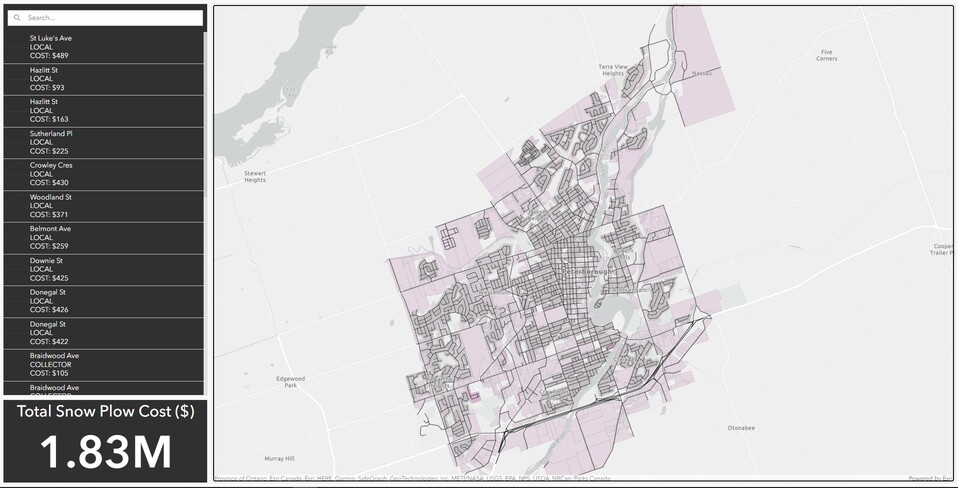 Search...
St Luke's Ave
LOCAL
COST: $489
Hazlitt St
LOCAL
COST: $93
Hazlitt St
LOCAL
COST: $163
Sutherland Pl
LOCAL
COST: $225
Crowley Cres
LOCAL
COST: $430
Woodland St
LOCAL
COST: $371
Belmont Ave
LOCAL
COST: $259
Downie St
LOCAL
COST: $425
Donegal St
LOCAL
COST: $426
Donegal St
LOCAL
COST: $422
Braidwood Ave
COLLECTOR
COST: $105
Braidwood Ave
COLLECTOR
Total Snow Plow Cost ($)
1.83M
Terra View
Heights
Nassau
Five
Corners
Stewart
Heights
Peterborough
Cooper
Trailer P
Edgewood
Park
Otonabee
Murray Hill
Province of Ontario, Esri Canada, Esri, HERE, Garmin, SafeGraph, GeoTechnologies, Inc, METI/NASA, USGS, EPA, NPS, USDA, NRCan, Parks Canada
Powered by Esri